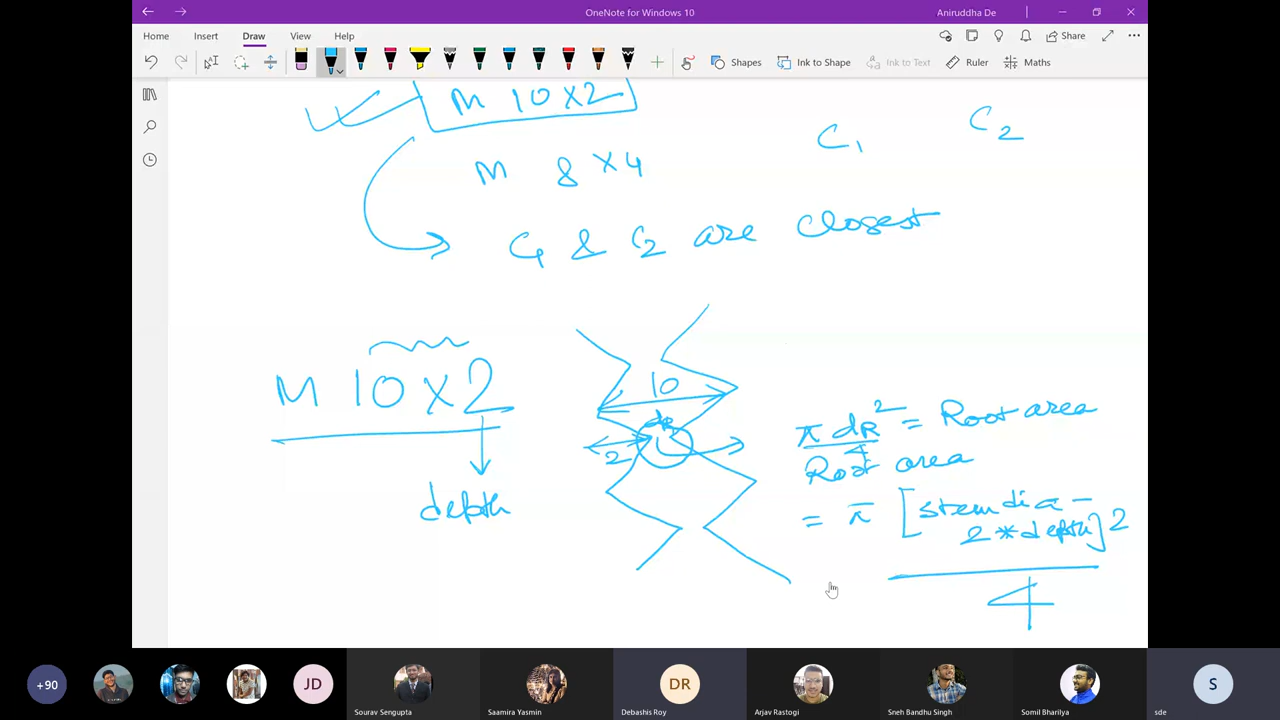 OneNote for Windows 10
Aniruddha De
Home Insert Draw View Help
Share
Shapes Ink to Shape Ink to Text Ruler Maths
M 10 x 2
C1 C2
M 8 x 4
C1 & C2 are closest
M 10 x 2
10
dR
2
depth
π dR² = Root area
4
Root area
= π [stem dia -
2 * depth]2
4
+90
JD
DR
S
Sourav Sengupta
Saamira Yasmin
Debashis Roy
Arjav Rastogi
Sneh Bandhu Singh
Somil Bharilya
sde